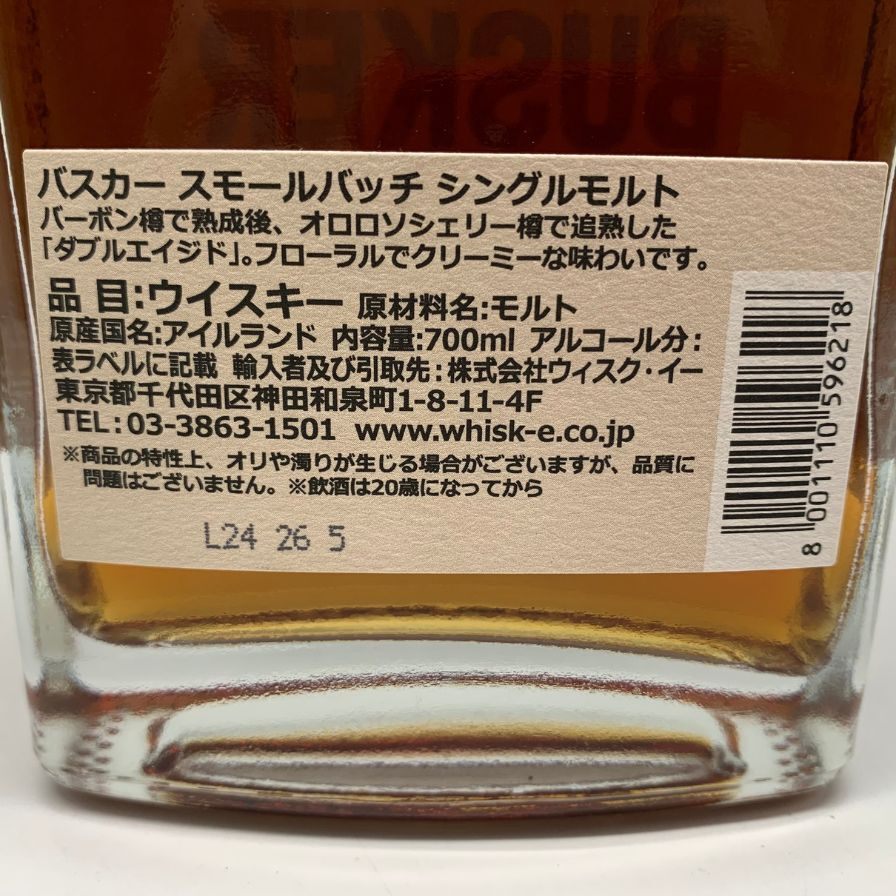 BUSKER
バスカー スモールバッチ シングルモルト
バーボン樽で熟成後、オロロソシェリー樽で追熟した
「ダブルエイジド」。フローラルでクリーミーな味わいです。
品 目:ウイスキー 原材料名:モルト
原産国名:アイルランド 内容量:700ml アルコール分:
表ラベルに記載 輸入者及び引取先:株式会社ウィスク・イー
東京都千代田区神田和泉町1-8-11-4F
TEL:03-3863-1501 www.whisk-e.co.jp
※商品の特性上、オリや濁りが生じる場合がございますが、品質に
問題はございません。※飲酒は20歳になってから
L24 26 5
8 001110 596218